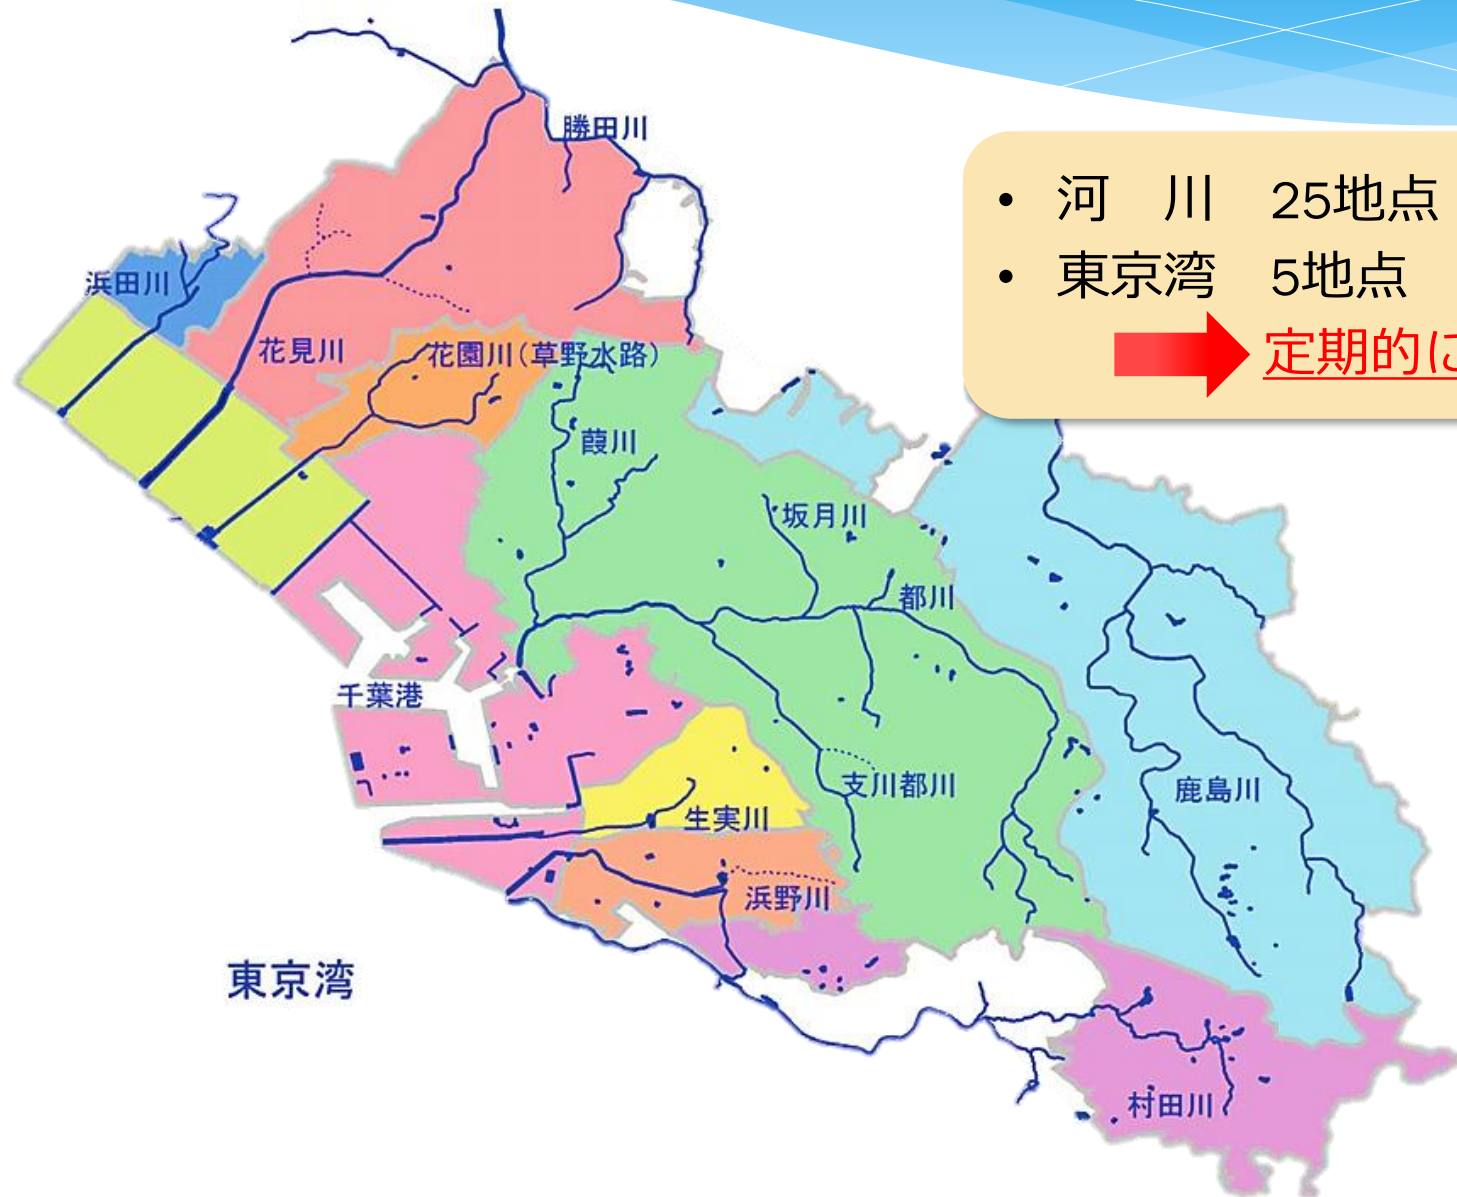 勝田川
• 河　川　25地点
• 東京湾　5地点
定期的に
浜田川
花見川
花園川（草野水路）
葭川
坂月川
都川
千葉港
支川都川
鹿島川
生実川
浜野川
東京湾
村田川